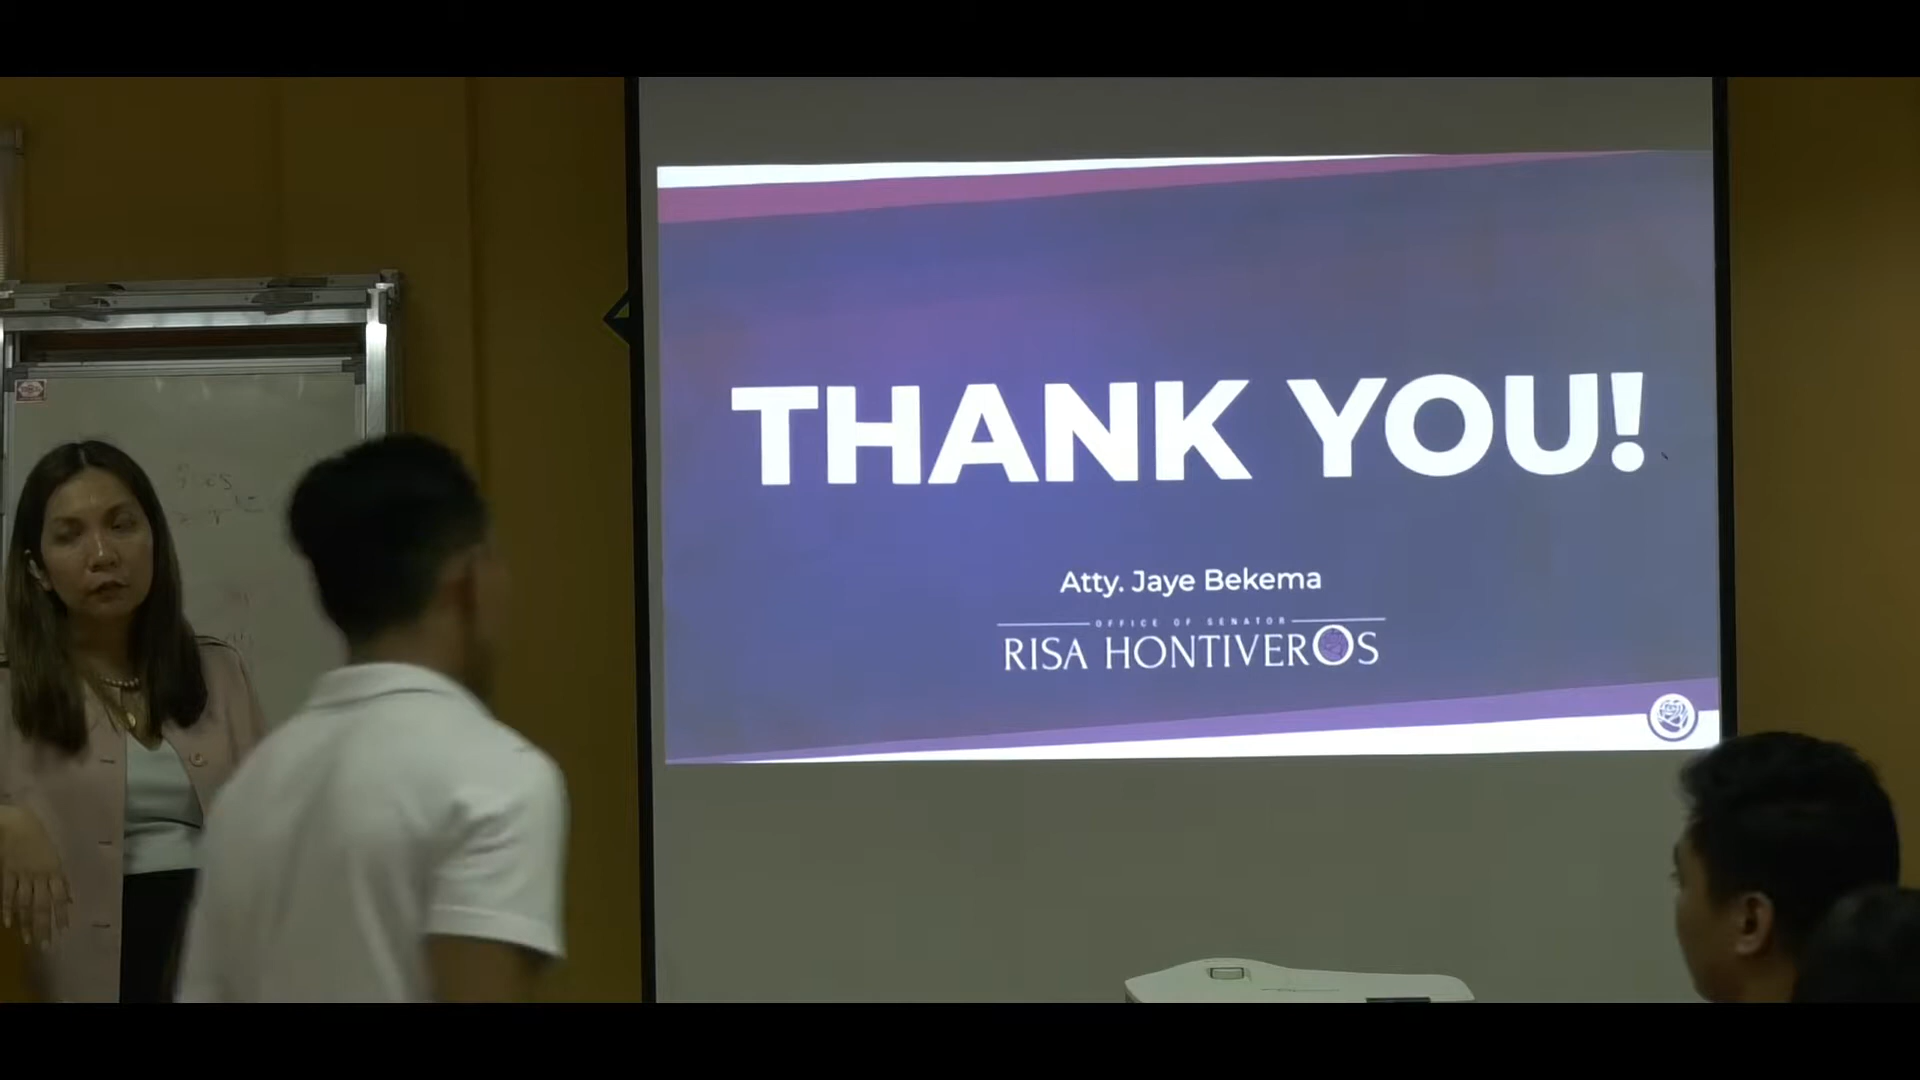 THANK YOU!
Atty. Jaye Bekema
OFFICE OF SENATOR
RISA HONTIVEROS